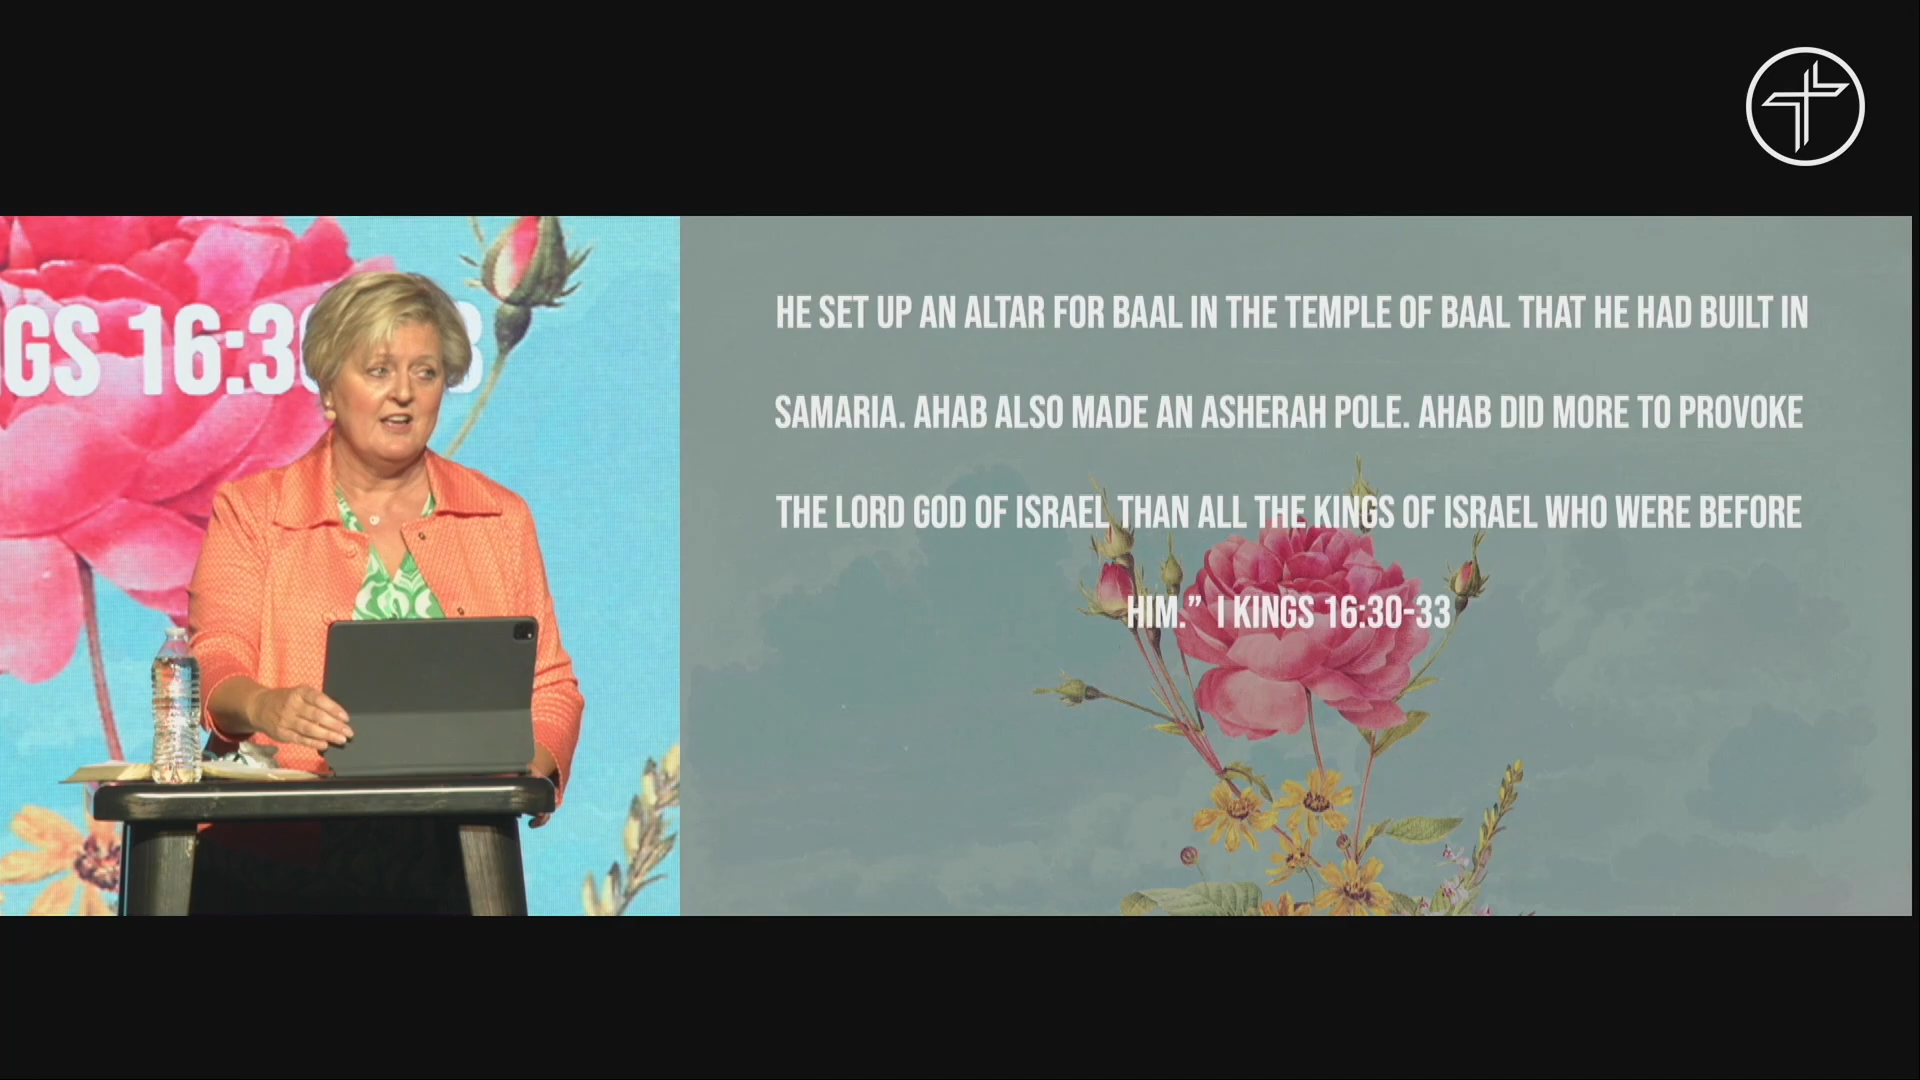 GS 16:3
HE SET UP AN ALTAR FOR BAAL IN THE TEMPLE OF BAAL THAT HE HAD BUILT IN
SAMARIA. AHAB ALSO MADE AN ASHERAH POLE. AHAB DID MORE TO PROVOKE
THE LORD GOD OF ISRAEL THAN ALL THE KINGS OF ISRAEL WHO WERE BEFORE
HIM.” I KINGS 16:30-33